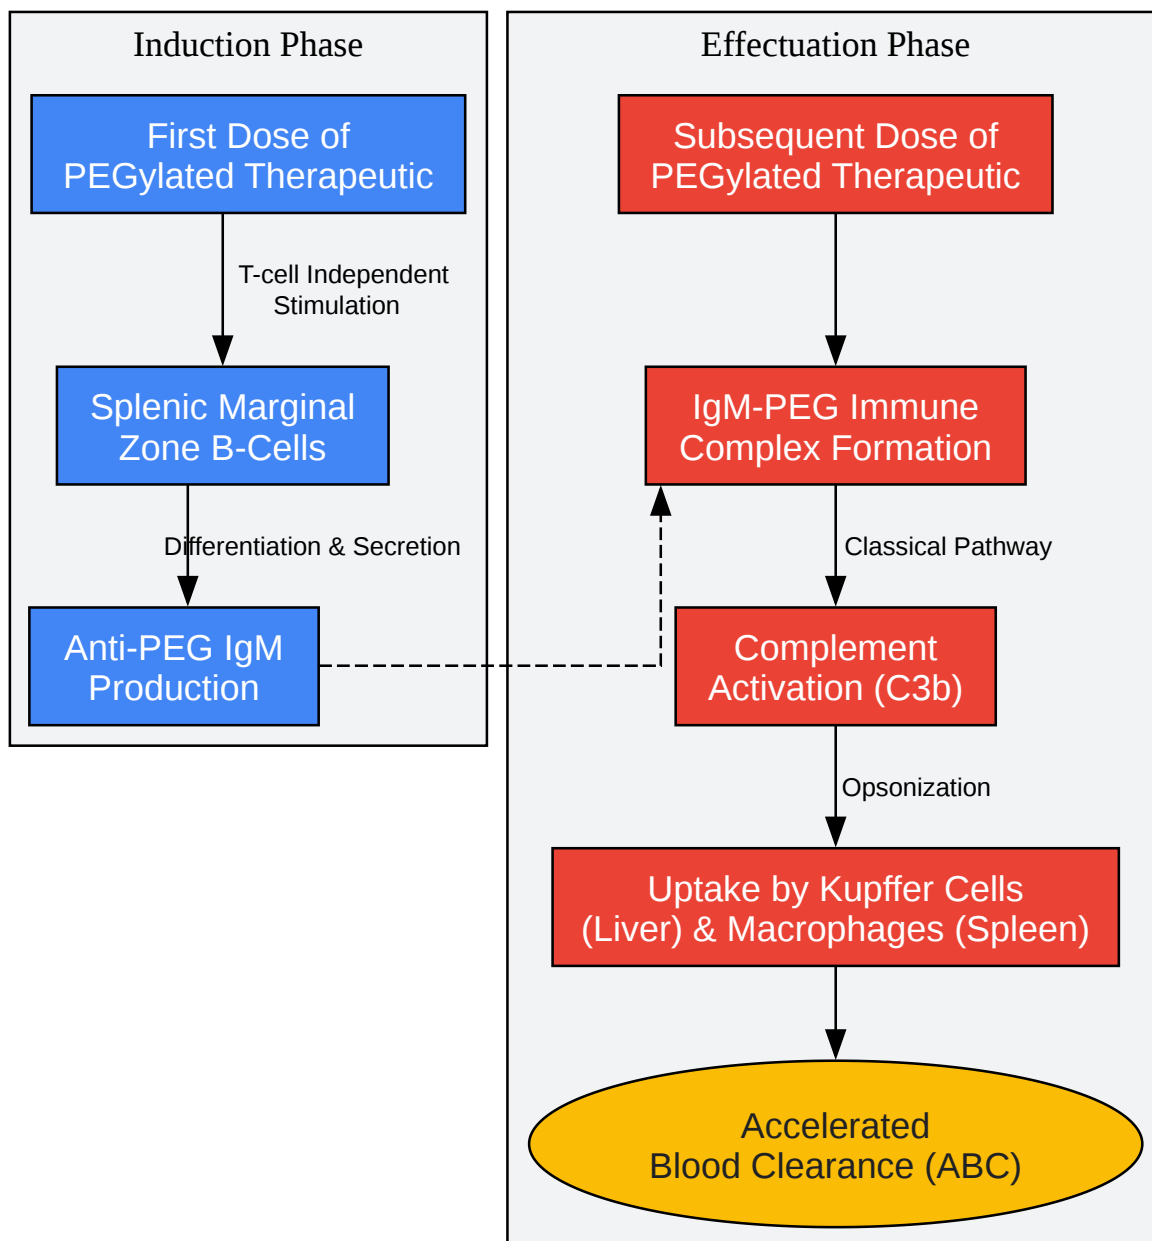 Induction Phase
First Dose of
PEGylated Therapeutic
T-cell Independent
Stimulation
Splenic Marginal
Zone B-Cells
Differentiation & Secretion
Anti-PEG IgM
Production
Effectuation Phase
Subsequent Dose of
PEGylated Therapeutic
IgM-PEG Immune
Complex Formation
Classical Pathway
Complement
Activation (C3b)
Opsonization
Uptake by Kupffer Cells
(Liver) & Macrophages (Spleen)
Accelerated
Blood Clearance (ABC)